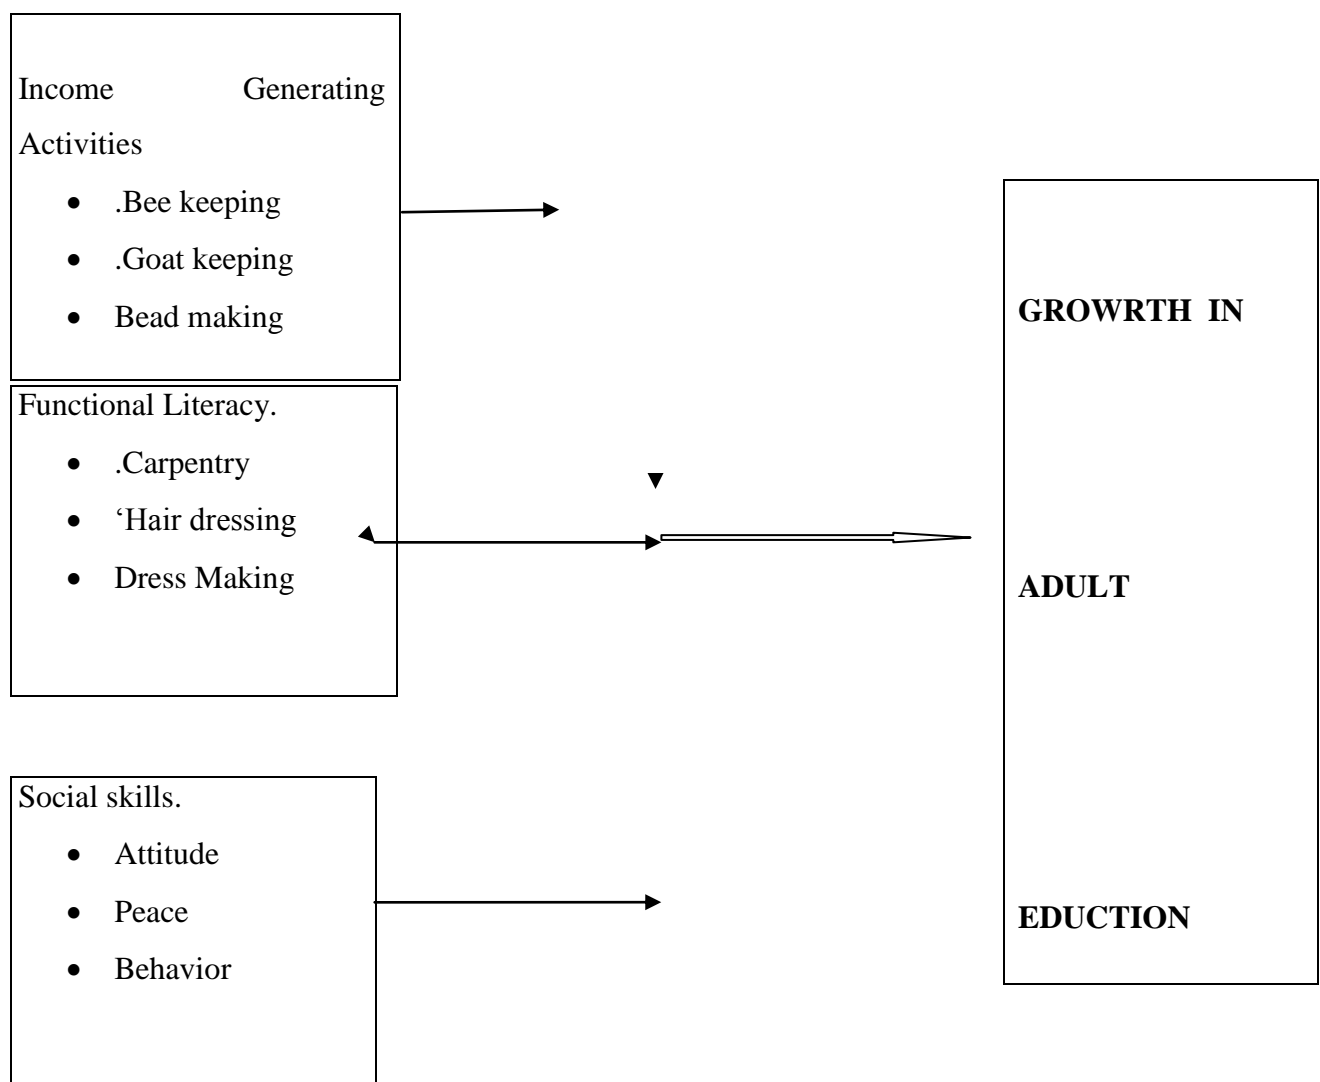 Income Generating
Activities
• .Bee keeping
• .Goat keeping
• Bead making
Functional Literacy.
• .Carpentry
• ‘Hair dressing
• Dress Making
Social skills.
• Attitude
• Peace
• Behavior
GROWRTH IN
ADULT
EDUCTION